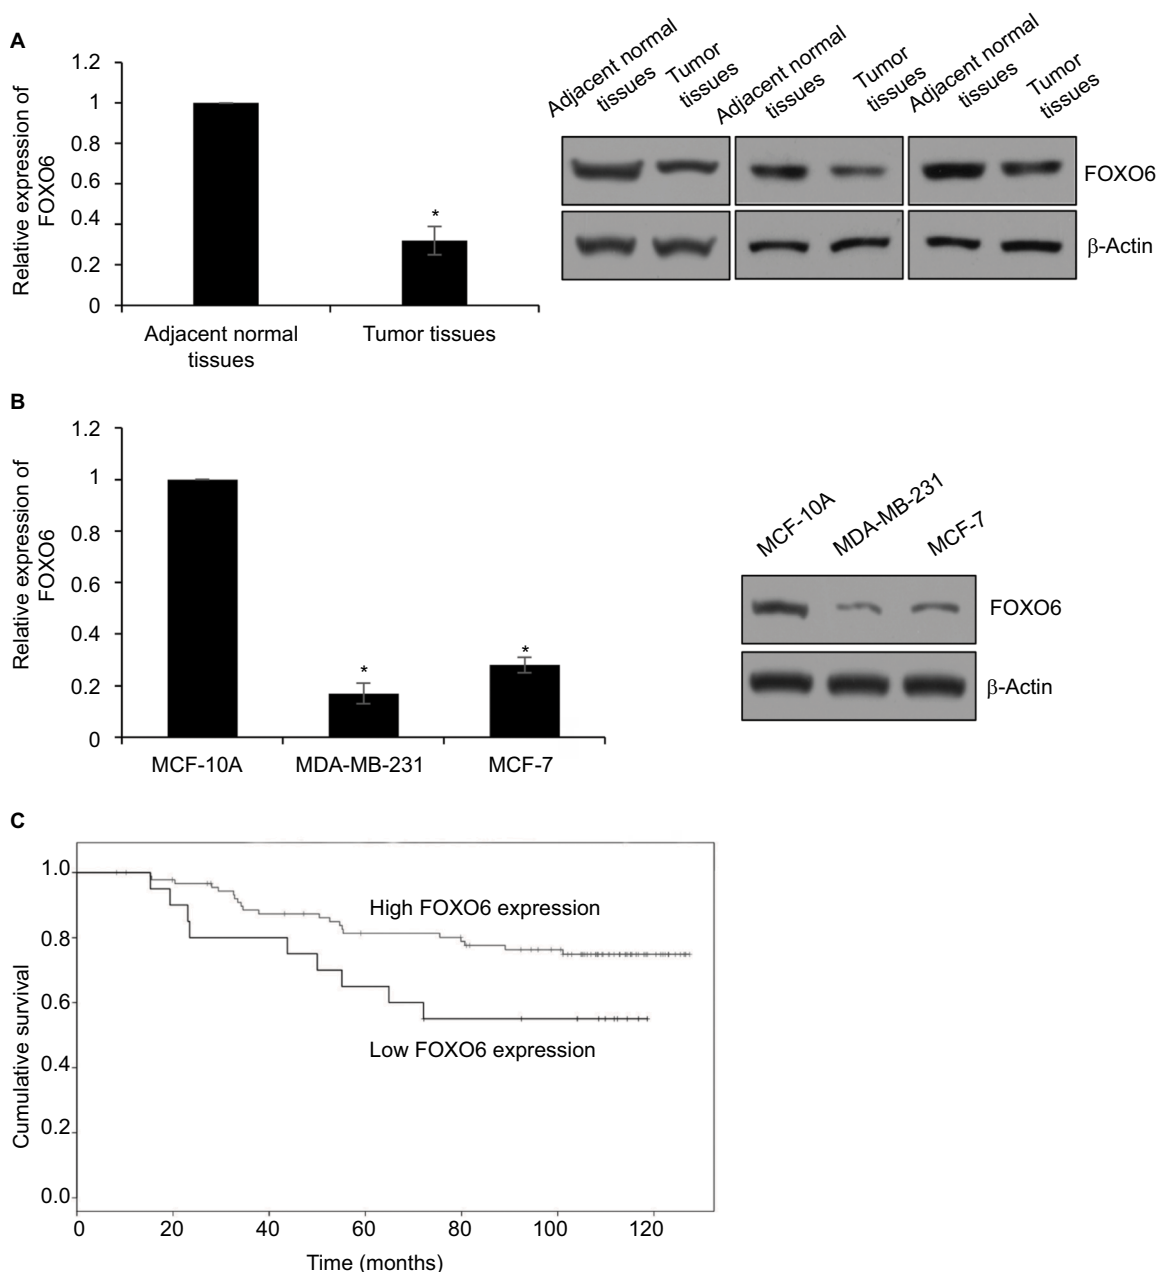 A
Relative expression of
FOXO6
1.2
1
0.8
0.6
0.4
0.2
0
*
Adjacent normal
tissues
Tumor tissues
Adjacent normal
tissues
Tumor
tissues
Adjacent normal
tissues
Tumor
tissues
Adjacent normal
tissues
Tumor
tissues
FOXO6
β-Actin
B
Relative expression of
FOXO6
1.2
1
0.8
0.6
0.4
0.2
0
*
*
MCF-10A
MDA-MB-231
MCF-7
MCF-10A
MDA-MB-231
MCF-7
FOXO6
β-Actin
C
Cumulative survival
1.0
0.8
0.6
0.4
0.2
0.0
High FOXO6 expression
Low FOXO6 expression
0
20
40
60
80
100
120
Time (months)